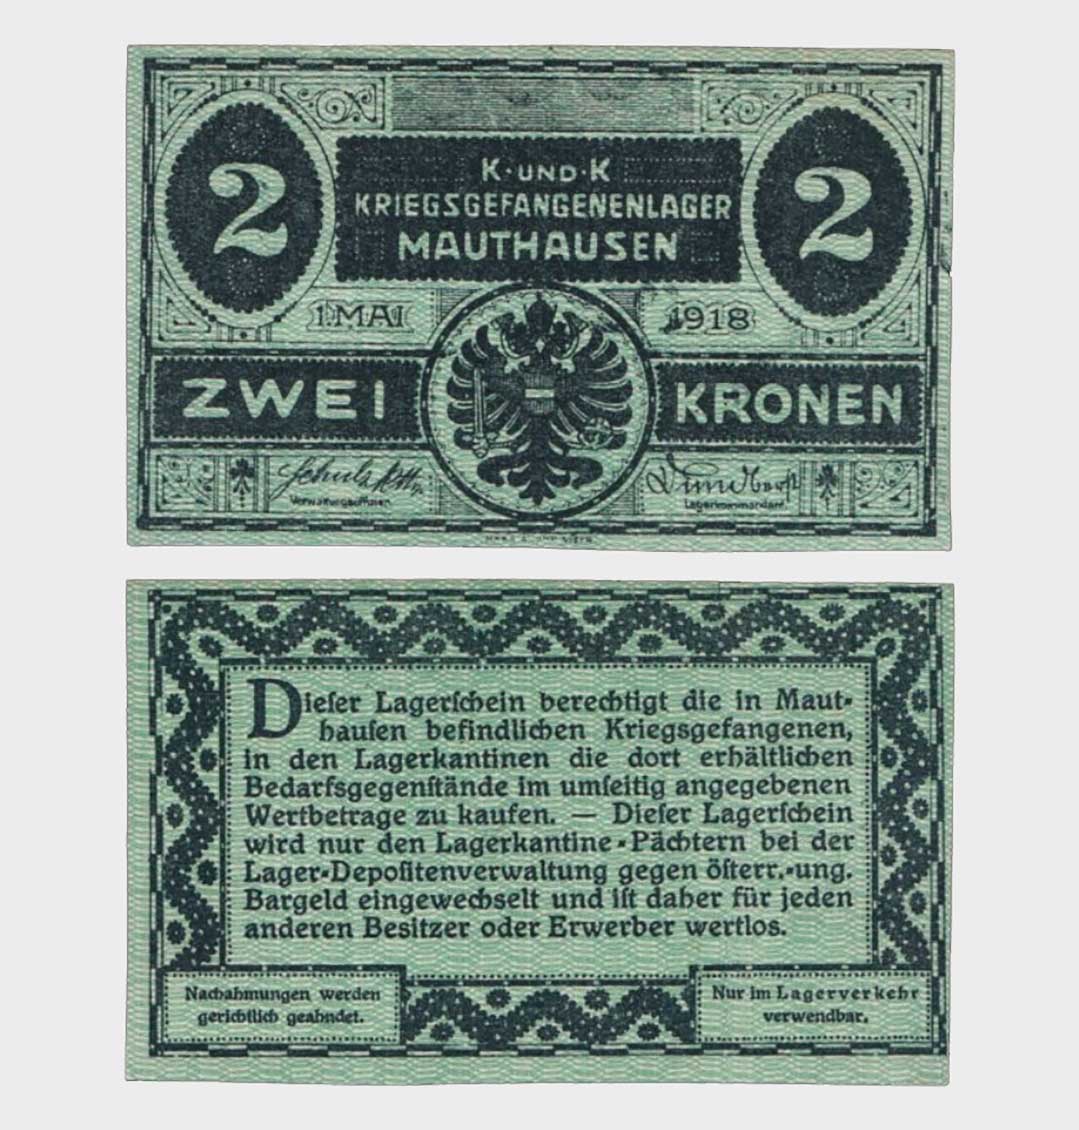 2
2
K·UND·K
KRIEGSGEFANGENENLAGER
MAUTHAUSEN
1.MAI
1918
ZWEI
KRONEN
Lagerkommandant
Dieſer Lagerſchein berechtigt die in Maut-
hauſen befindlichen Kriegsgefangenen,
in den Lagerkantinen die dort erhältlichen
Bedarfsgegenſtände im umſeitig angegebenen
Wertbetrage zu kaufen. — Dieſer Lagerſchein
wird nur den Lagerkantine-Pächtern bei der
Lager-Depoſitenverwaltung gegen öſterr.-ung.
Bargeld eingewechselt und iſt daher für jeden
anderen Besitzer oder Erwerber wertlos.
Nachahmungen werden
gerichtlich geahndet.
Nur im Lagerverkehr
verwendbar.